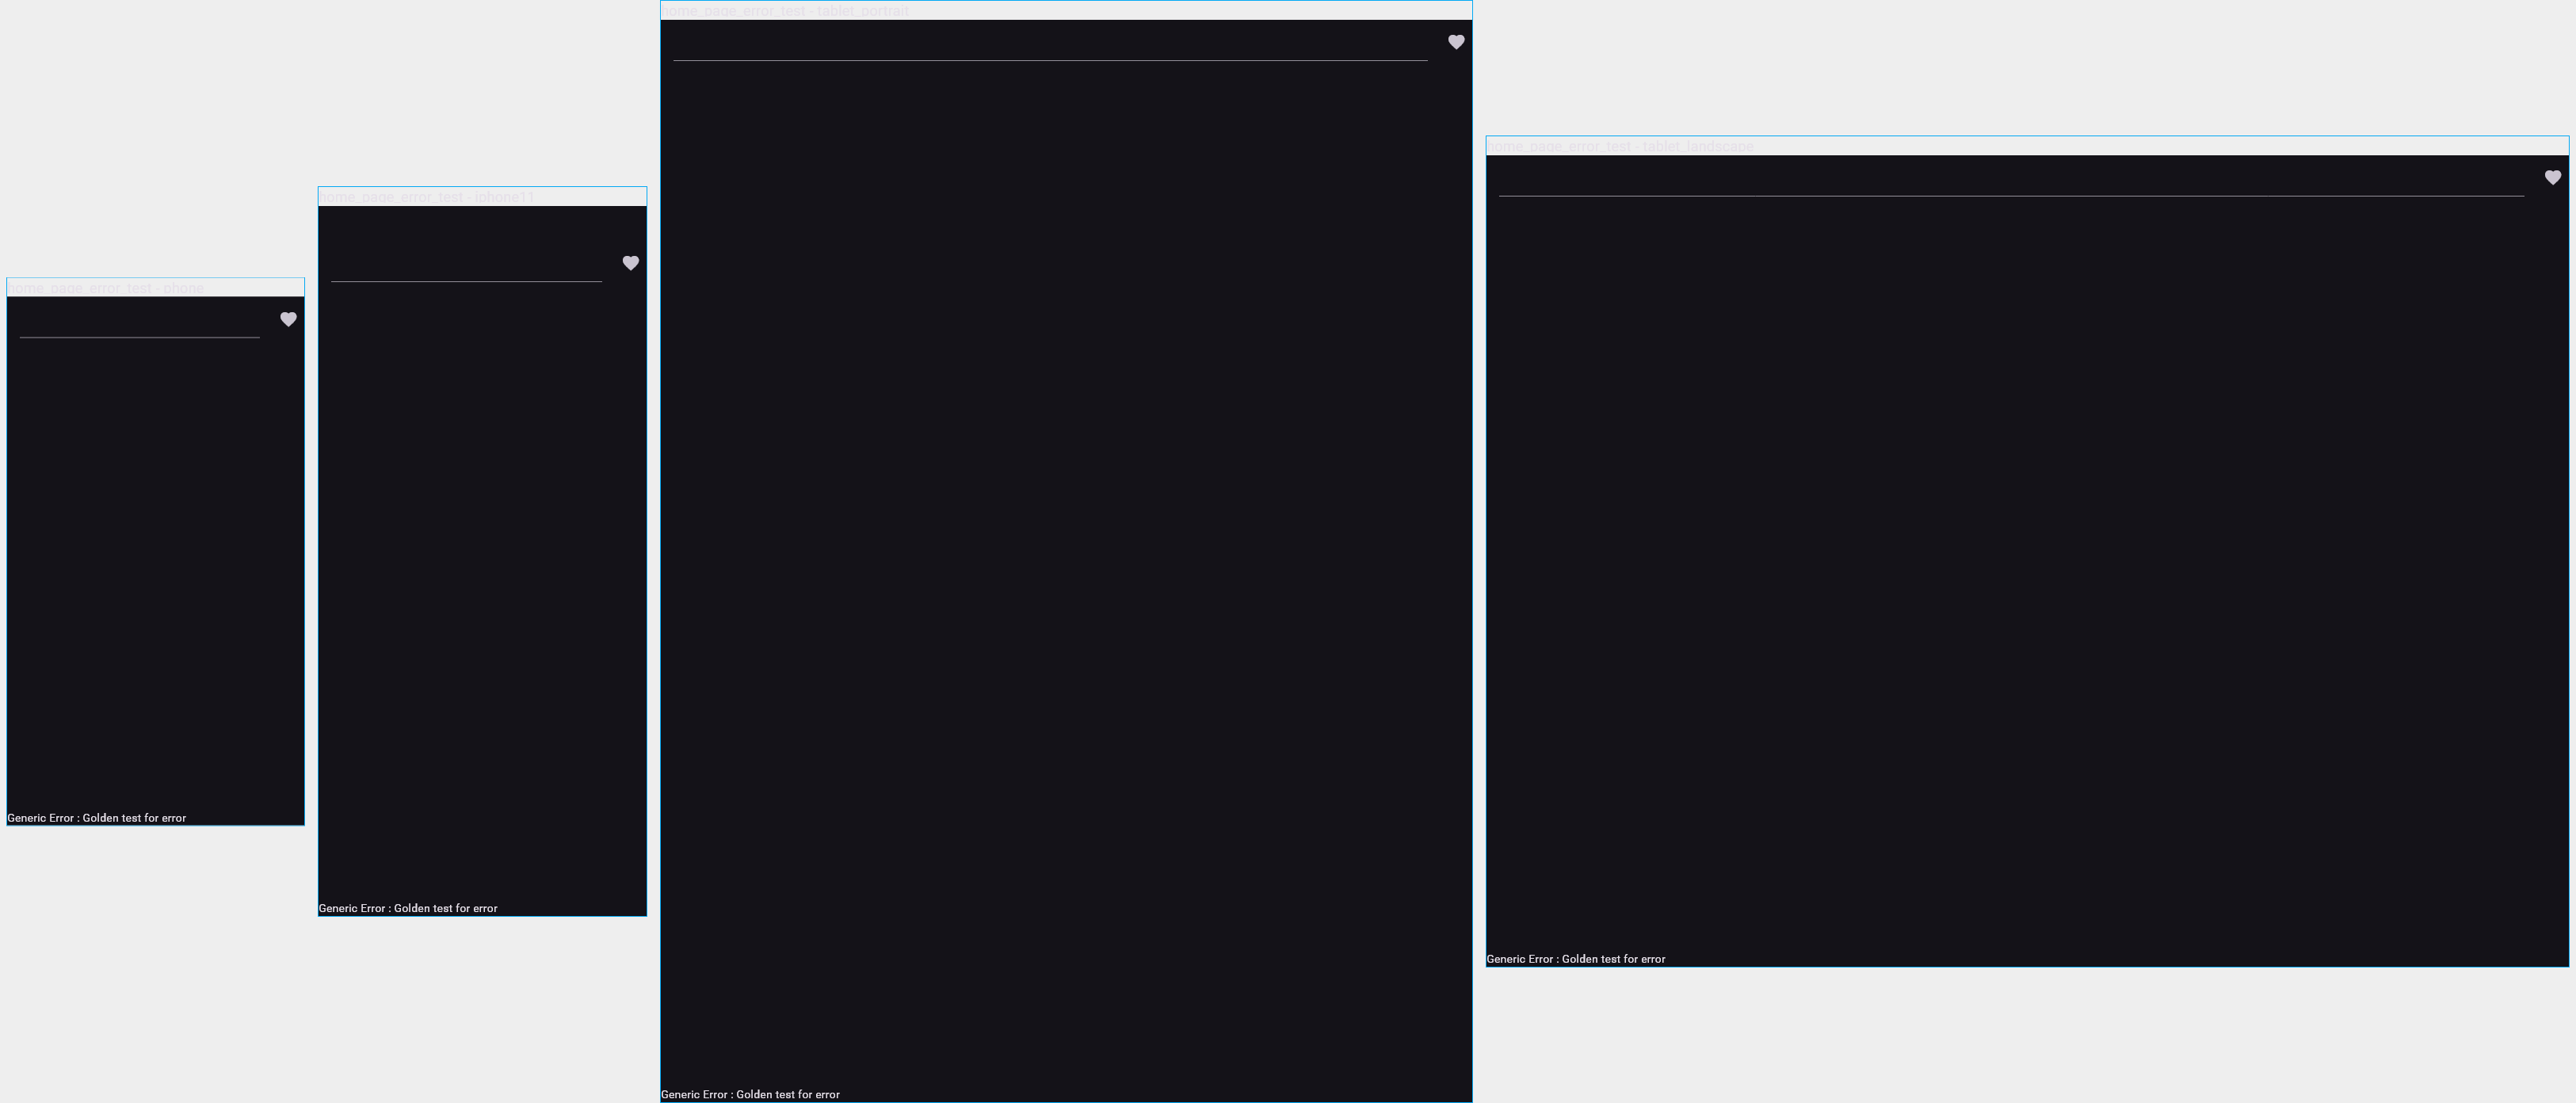 home_page_error_test - phone
Generic Error : Golden test for error
home_page_error_test - iphone11
Generic Error : Golden test for error
home_page_error_test - tablet_portrait
Generic Error : Golden test for error
home_page_error_test - tablet_landscape
Generic Error : Golden test for error